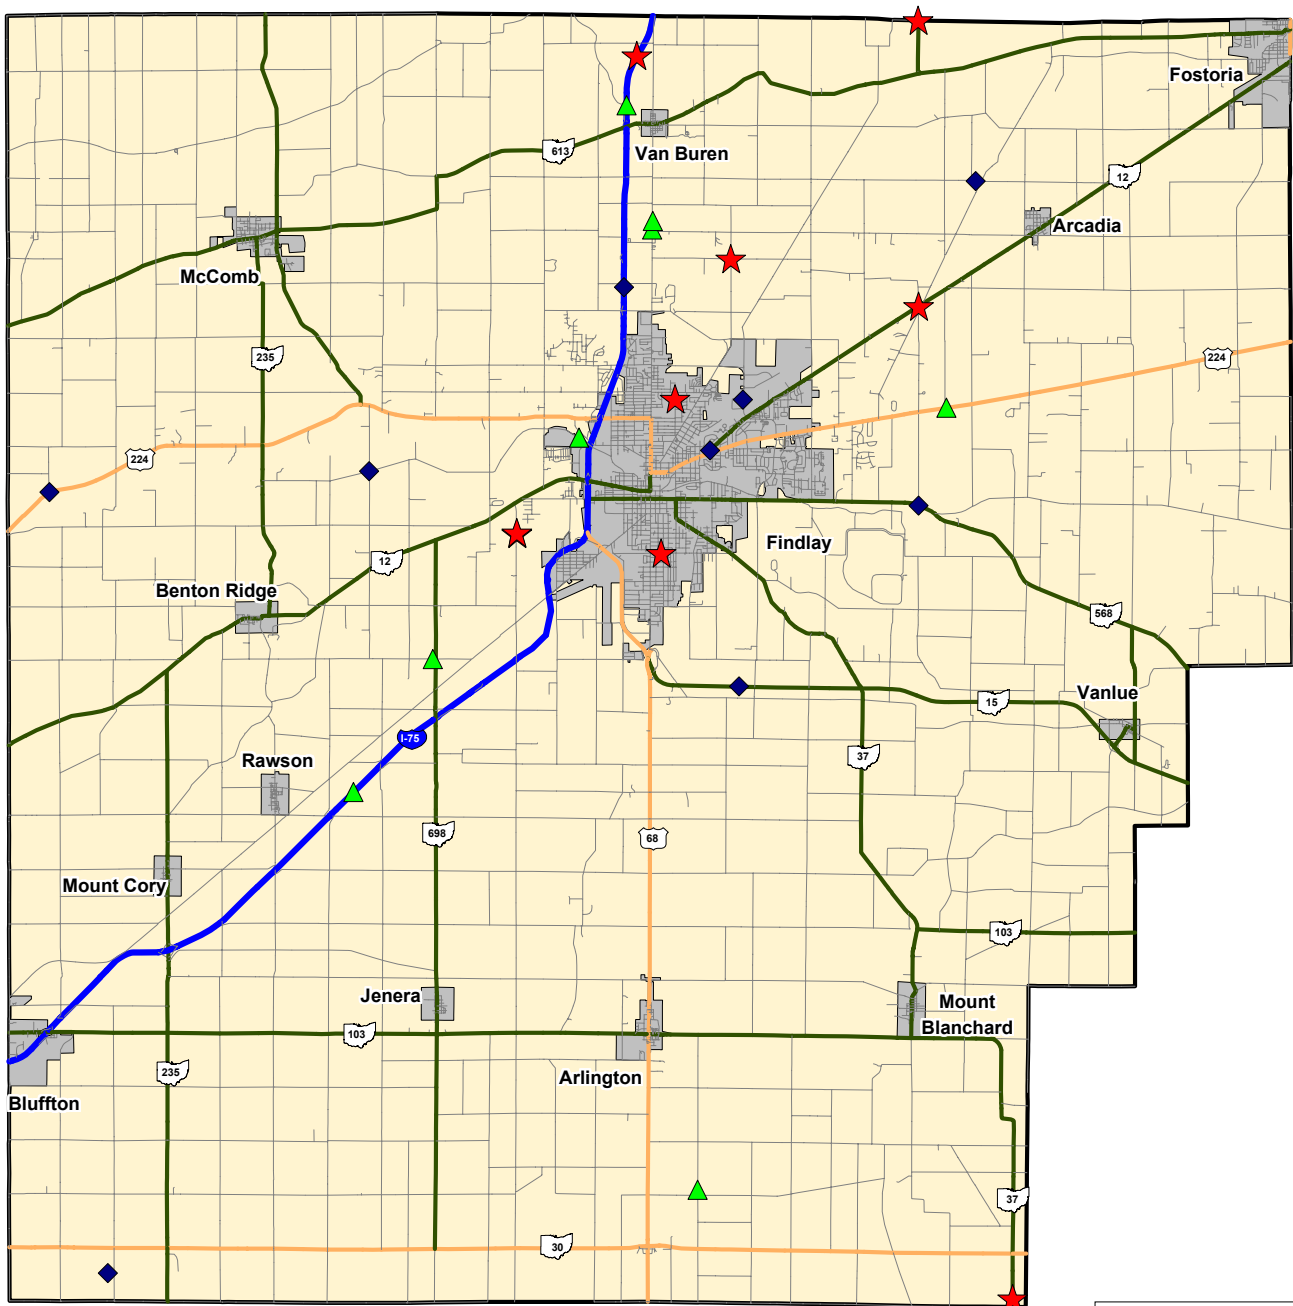 Fostoria
613
Van Buren
12
Arcadia
McComb
235
224
224
Findlay
12
Benton Ridge
568
Vanlue
15
I-75
37
Rawson
698
68
Mount Cory
103
Jenera
Mount
Blanchard
103
235
Arlington
Bluffton
37
30